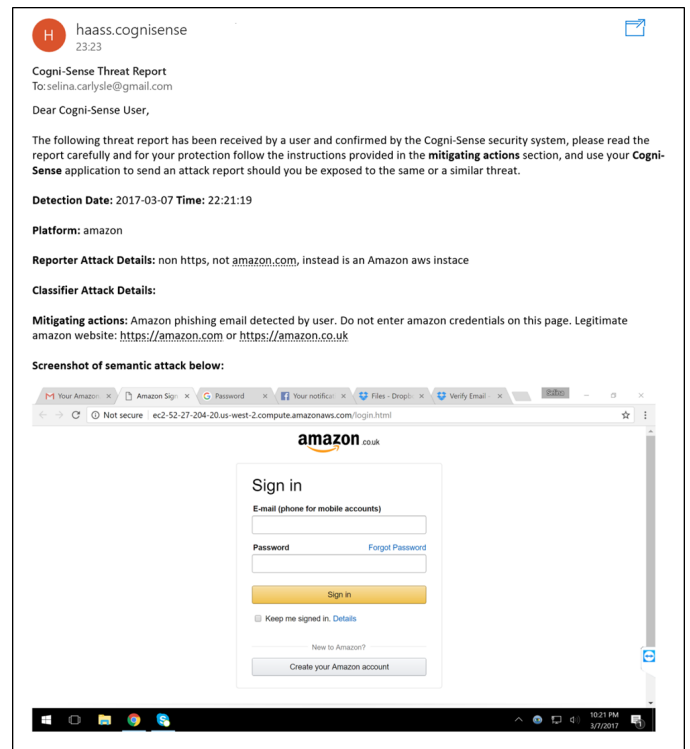 H
haass.cognisense
23:23
Cogni-Sense Threat Report
To: selina.carlysle@gmail.com
Dear Cogni-Sense User,
The following threat report has been received by a user and confirmed by the Cogni-Sense security system, please read the
report carefully and for your protection follow the instructions provided in the mitigating actions section, and use your Cogni-
Sense application to send an attack report should you be exposed to the same or a similar threat.
Detection Date: 2017-03-07 Time: 22:21:19
Platform: amazon
Reporter Attack Details: non https, not amazon.com, instead is an Amazon aws instace
Classifier Attack Details:
Mitigating actions: Amazon phishing email detected by user. Do not enter amazon credentials on this page. Legitimate
amazon website: https://amazon.com or https://amazon.co.uk
Screenshot of semantic attack below:
Your Amazon Amazon Sign Password Your notificat Files - Dropb Verify Email -
Not secure ec2-52-27-204-20.us-west-2.compute.amazonaws.com/login.html
amazon.co.uk
Sign in
E-mail (phone for mobile accounts)
Password Forgot Password
Sign in
Keep me signed in. Details
New to Amazon?
Create your Amazon account
10:21 PM
3/7/2017